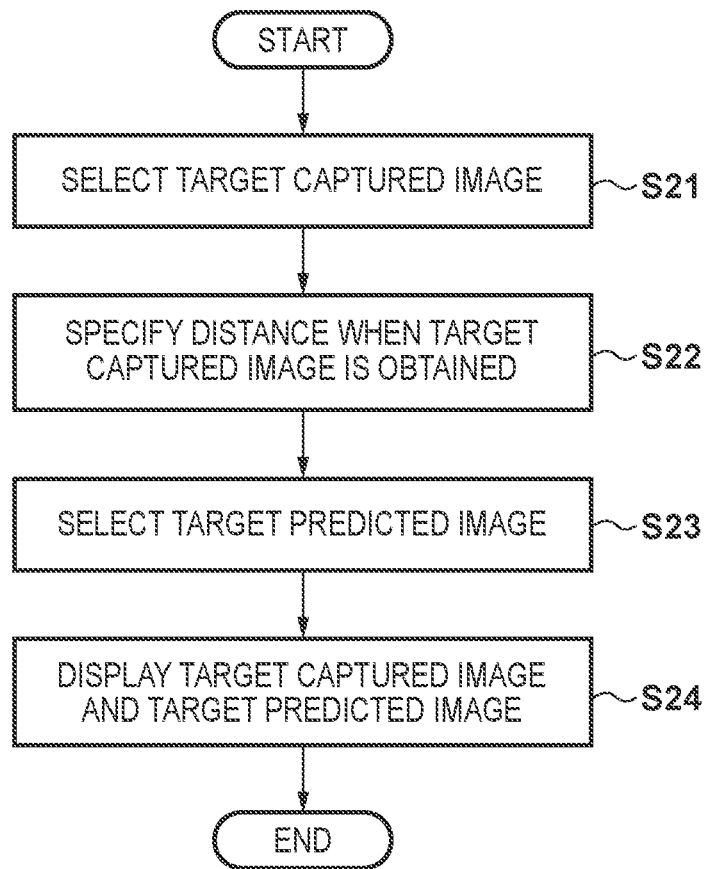 START
SELECT TARGET CAPTURED IMAGE
S21
SPECIFY DISTANCE WHEN TARGET
CAPTURED IMAGE IS OBTAINED
S22
SELECT TARGET PREDICTED IMAGE
S23
DISPLAY TARGET CAPTURED IMAGE
AND TARGET PREDICTED IMAGE
S24
END